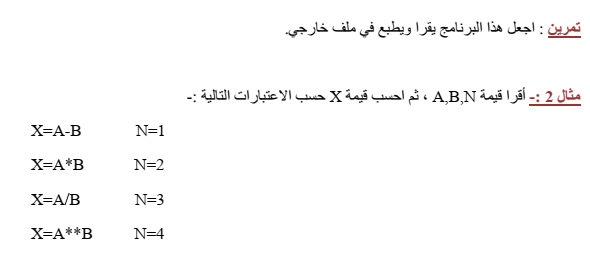 تمرين : اجعل هذا البرنامج يقرا ويطبع في ملف خارجي.
مثال 2 :- أقرا قيمة A,B,N ، ثم احسب قيمة X حسب الاعتبارات التالية :-
X=A-B N=1
X=A*B N=2
X=A/B N=3
X=A**B N=4